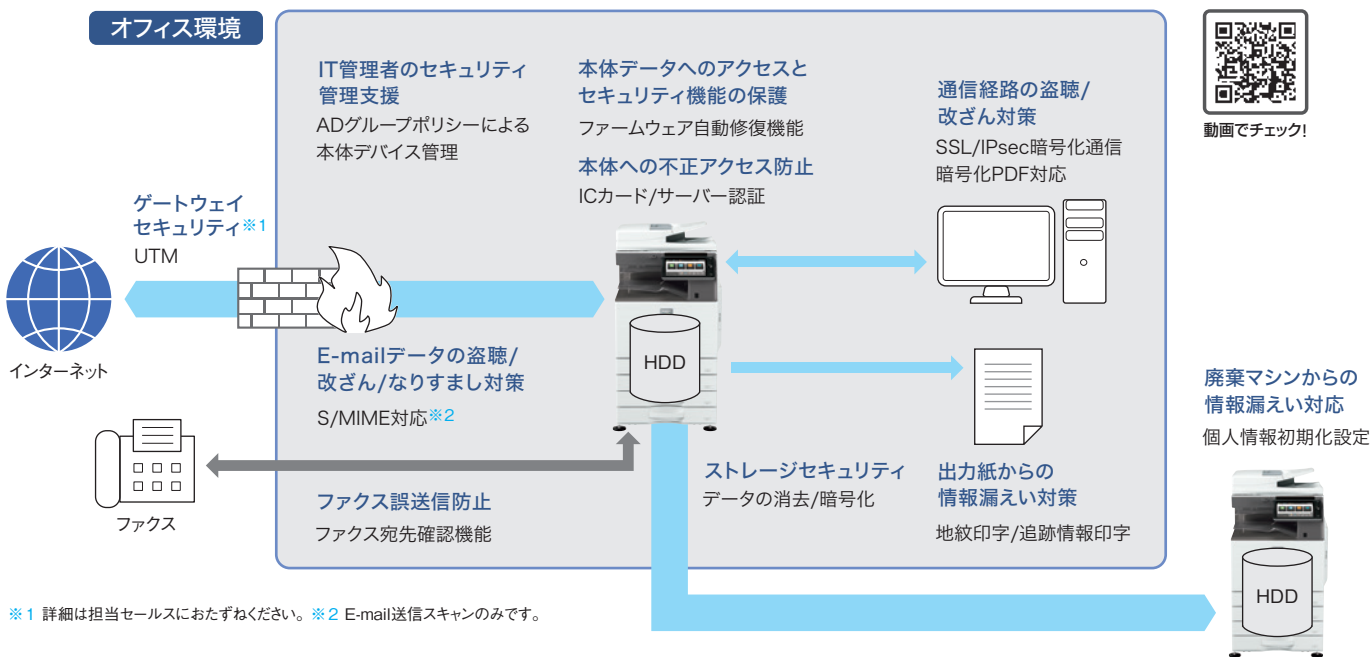 オフィス環境
IT管理者のセキュリティ
管理支援
ADグループポリシーによる
本体デバイス管理
本体データへのアクセスと
セキュリティ機能の保護
ファームウェア自動修復機能
本体への不正アクセス防止
ICカード/サーバー認証
通信経路の盗聴/
改ざん対策
SSL/IPsec暗号化通信
暗号化PDF対応
動画でチェック!
ゲートウェイ
セキュリティ※1
UTM
インターネット
E-mailデータの盗聴/
改ざん/なりすまし対策
S/MIME対応※2
HDD
ファクス
ファクス誤送信防止
ファクス宛先確認機能
ストレージセキュリティ
データの消去/暗号化
出力紙からの
情報漏えい対策
地紋印字/追跡情報印字
廃棄マシンからの
情報漏えい対応
個人情報初期化設定
HDD
※1 詳細は担当セールスにおたずねください。※2 E-mail送信スキャンのみです。